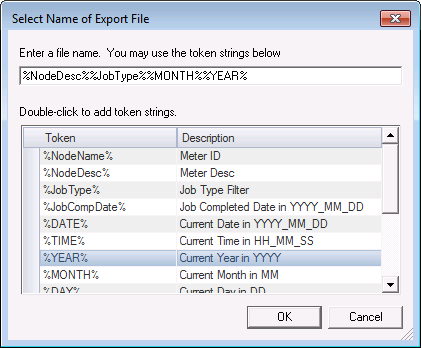 Select Name of Export File
Enter a file name. You may use the token strings below
%NodeDesc%%JobType%%MONTH%%YEAR%
Double-click to add token strings.
Token Description
%NodeName% Meter ID
%NodeDesc% Meter Desc
%JobType% Job Type Filter
%JobCompDate% Job Completed Date in YYYY_MM_DD
%DATE% Current Date in YYYY_MM_DD
%TIME% Current Time in HH_MM_SS
%YEAR% Current Year in YYYY
%MONTH% Current Month in MM
%DAY% Current Day in DD
OK Cancel